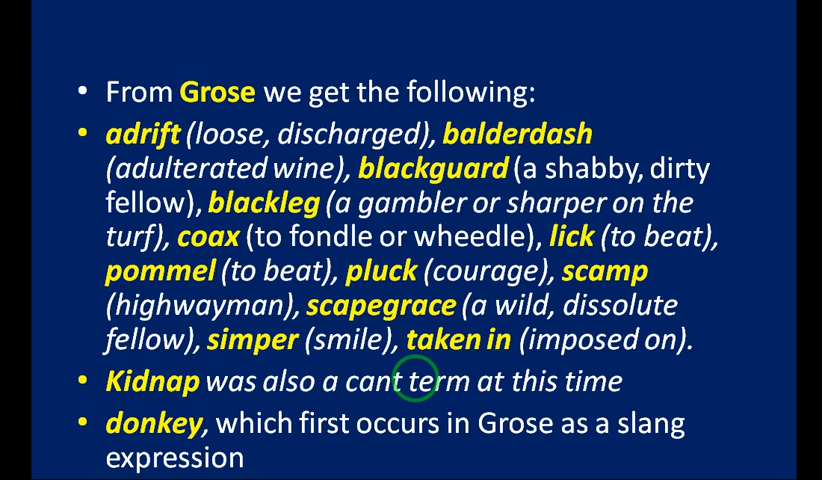 • From Grose we get the following:
• adrift (loose, discharged), balderdash
(adulterated wine), blackguard (a shabby, dirty
fellow), blackleg (a gambler or sharper on the
turf), coax (to fondle or wheedle), lick (to beat),
pommel (to beat), pluck (courage), scamp
(highwayman), scapegrace (a wild, dissolute
fellow), simper (smile), taken in (imposed on).
• Kidnap was also a cant term at this time
• donkey, which first occurs in Grose as a slang
expression